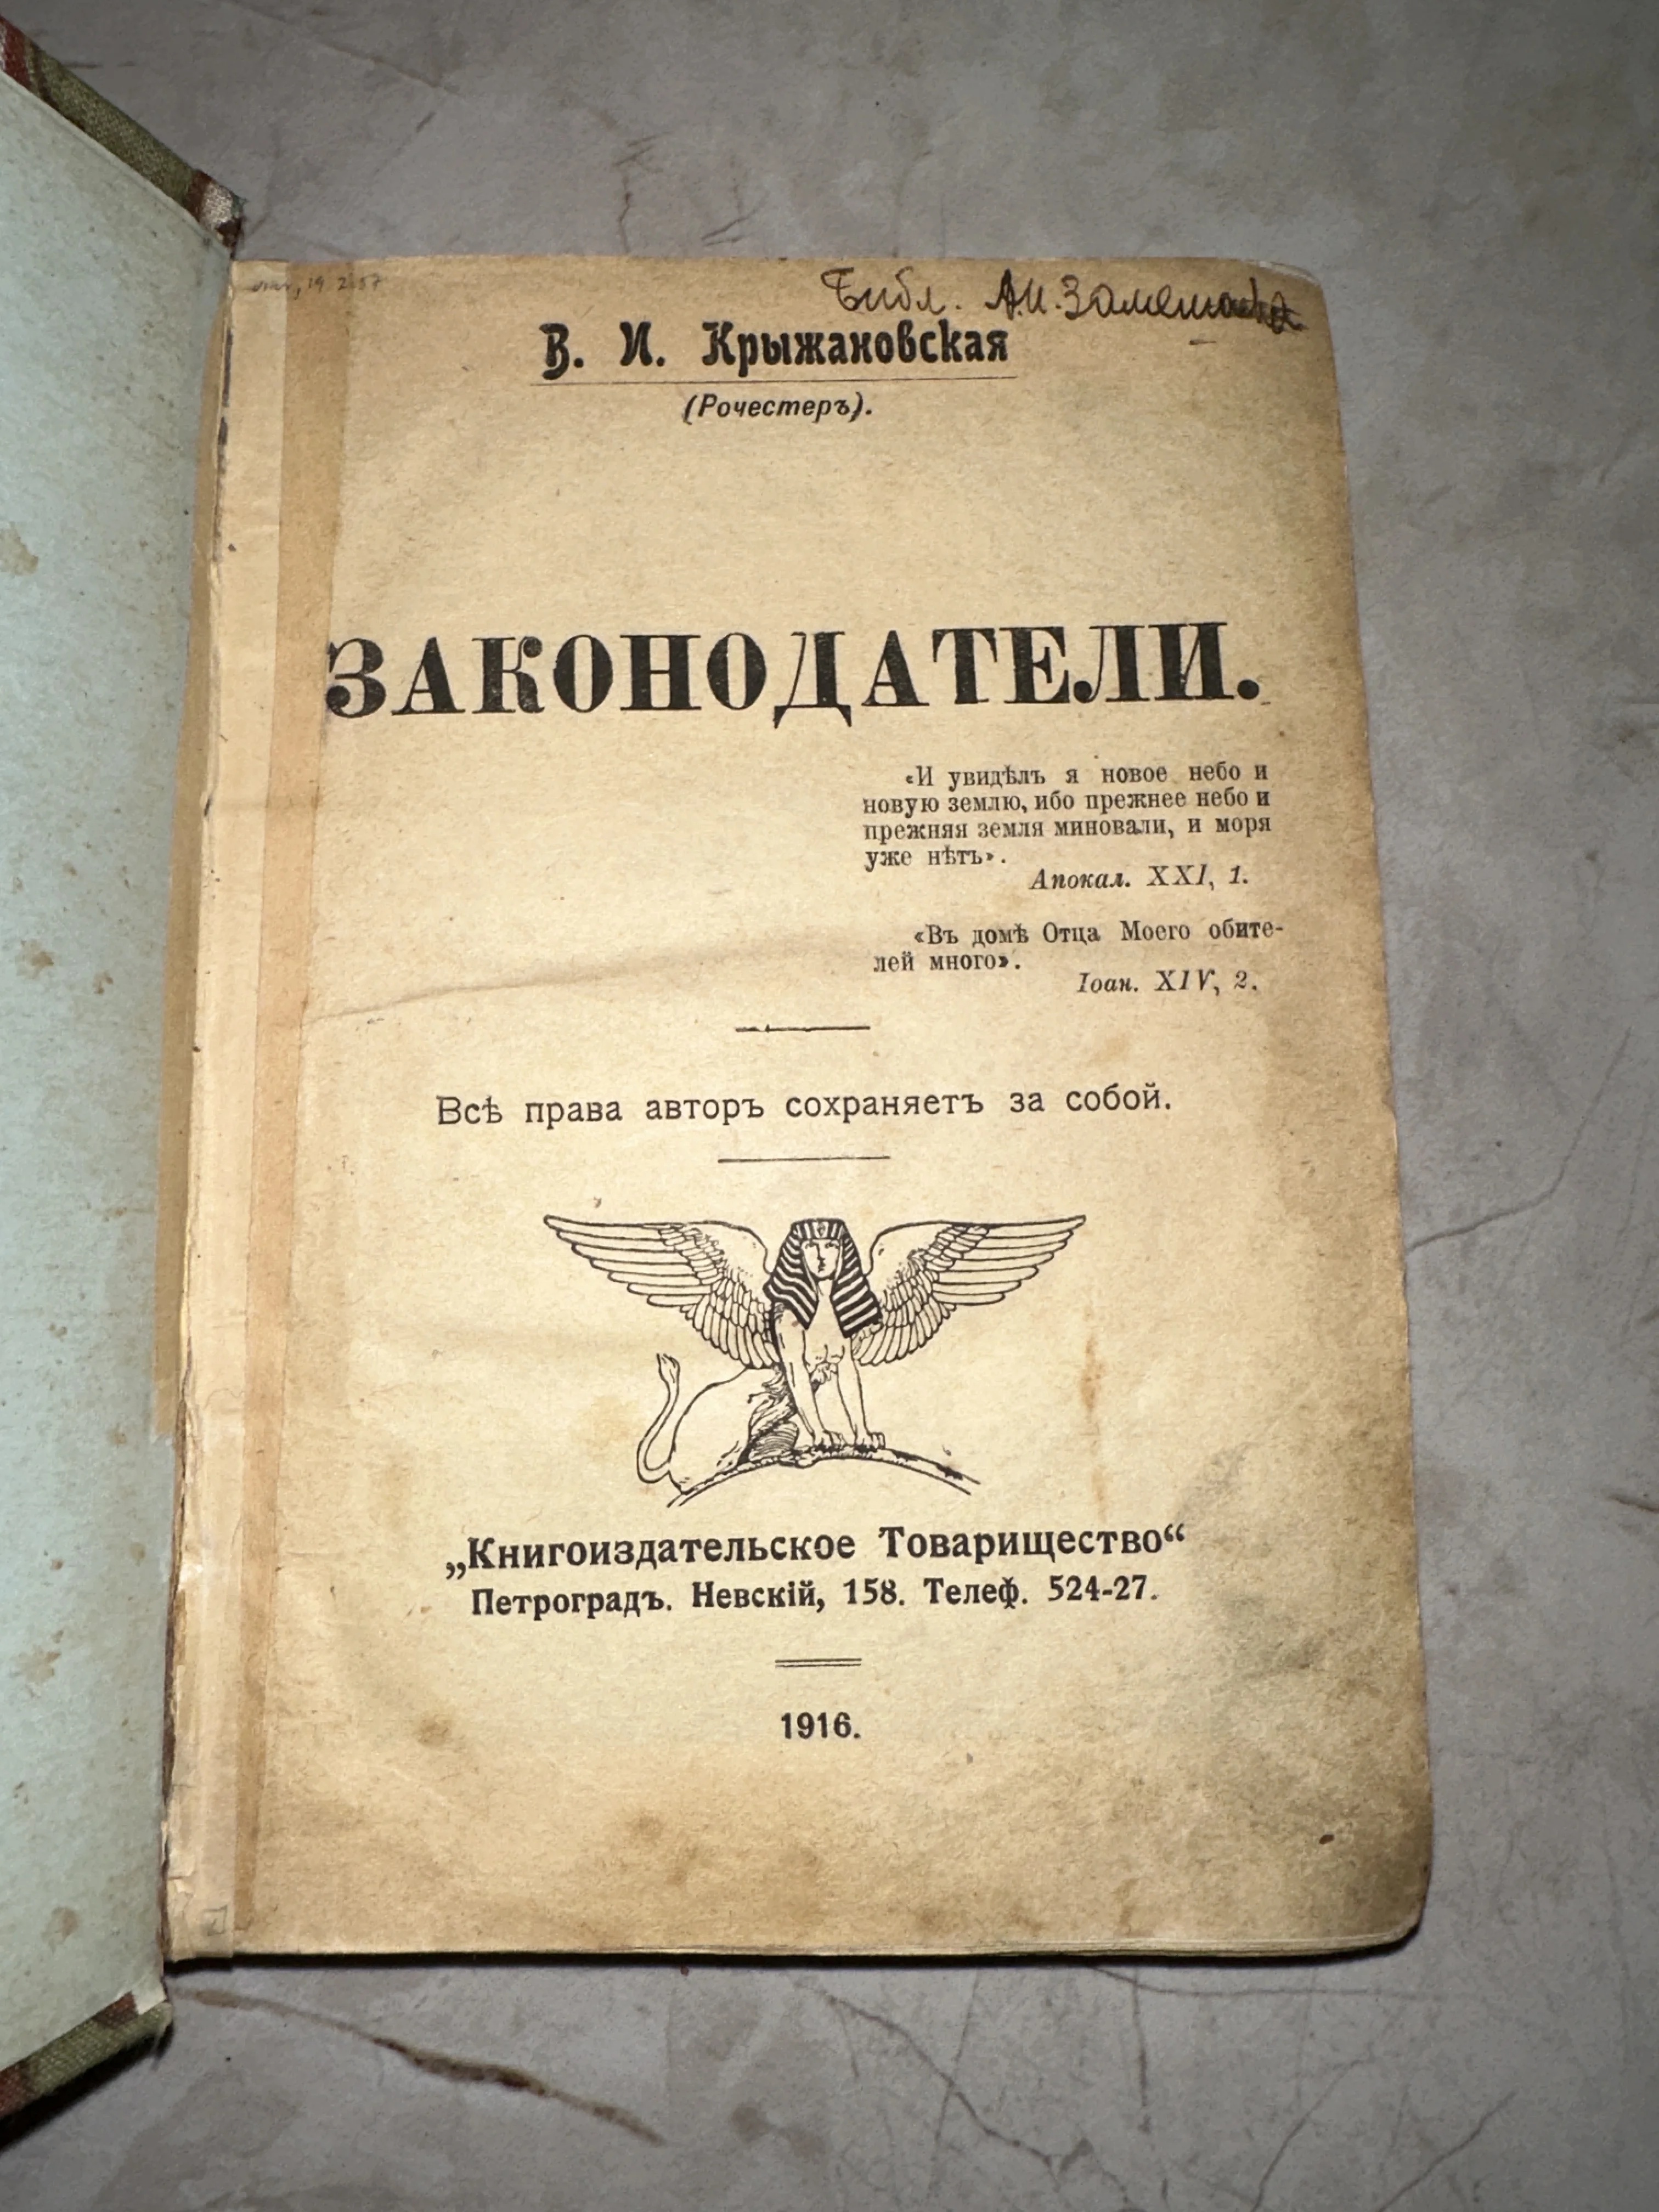 19 2
Библ. А.И.
В. И. Крыжановская
(Рочестеръ).
ЗАКОНОДАТЕЛИ.
«И увидѣлъ я новое небо и
новую землю, ибо прежнее небо и
прежняя земля миновали, и моря
уже нѣтъ».
Апокал. XXI, 1.
«Въ домѣ Отца Моего обите-
лей много».
Іоан. XIV, 2.
Всѣ права авторъ сохраняетъ за собой.
„Книгоиздательское Товарищество“
Петроградъ. Невскій, 158. Телеф. 524-27.
1916.